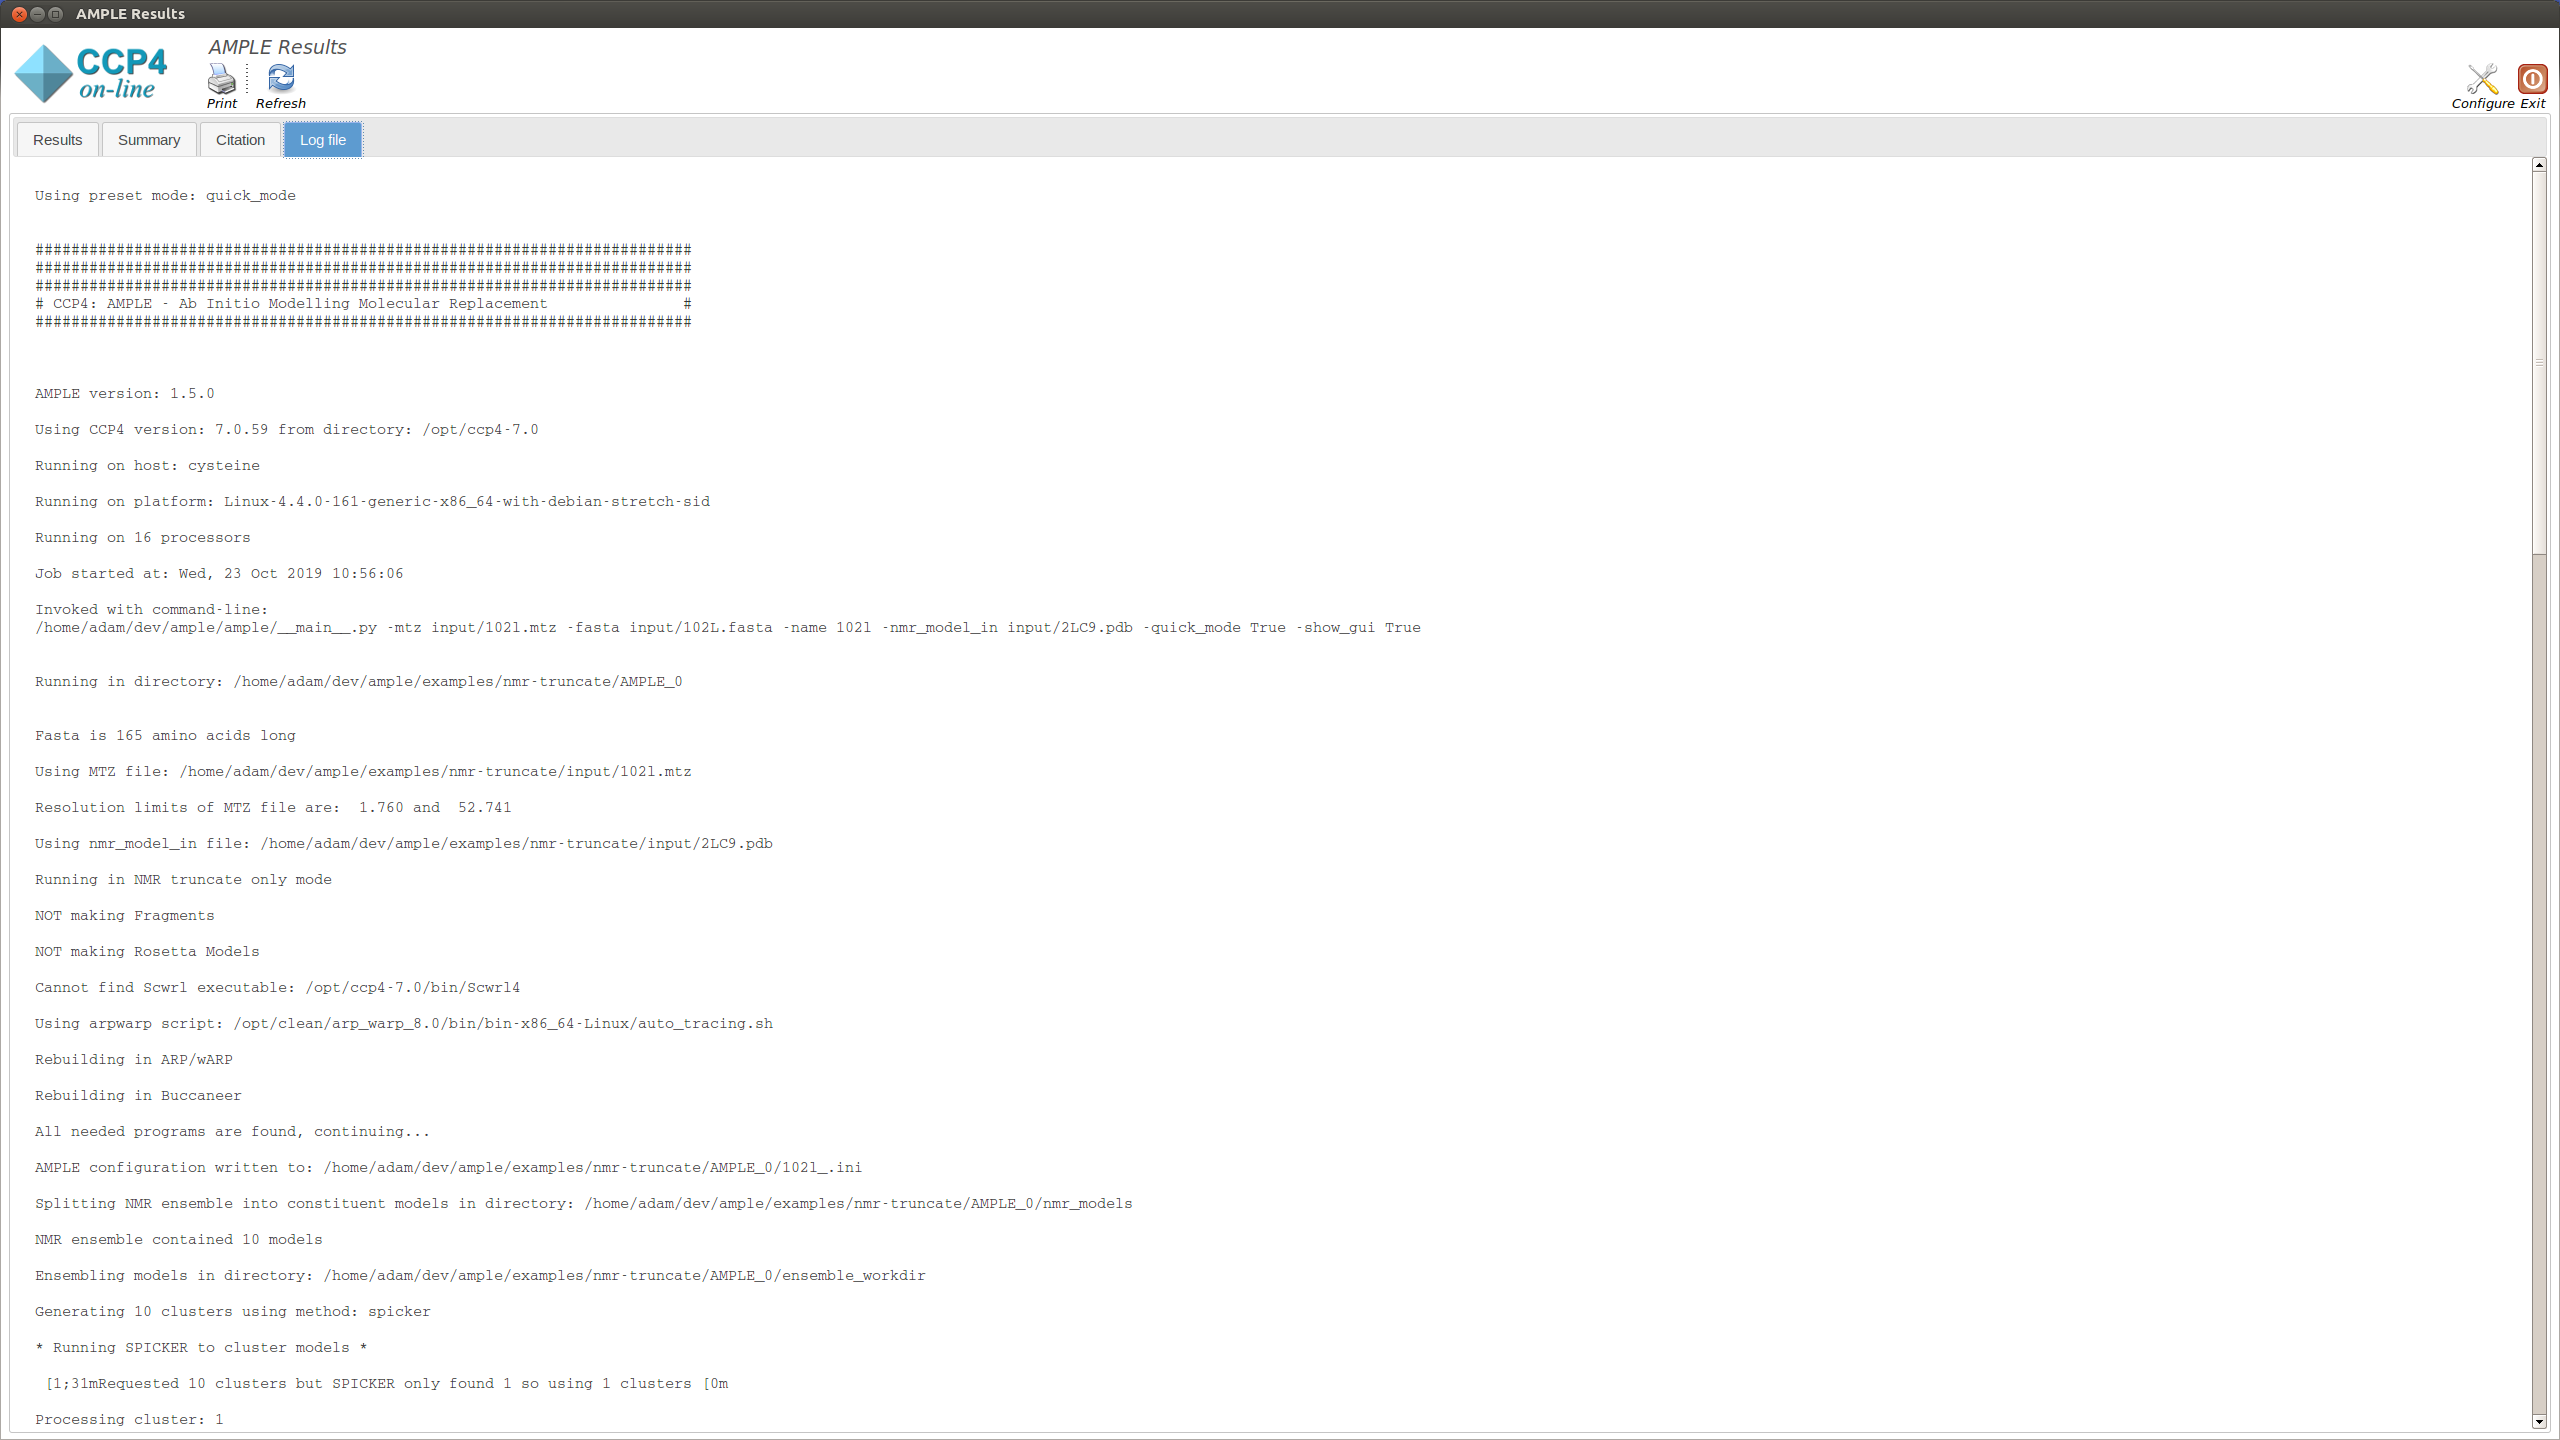 AMPLE Results
CCP4
on-line
AMPLE Results
Print
Refresh
Configure
Exit
Results
Summary
Citation
Log file
Using preset mode: quick_mode
#########################################################################
#########################################################################
#########################################################################
# CCP4: AMPLE - Ab Initio Modelling Molecular Replacement               #
#########################################################################
AMPLE version: 1.5.0
Using CCP4 version: 7.0.59 from directory: /opt/ccp4-7.0
Running on host: cysteine
Running on platform: Linux-4.4.0-161-generic-x86_64-with-debian-stretch-sid
Running on 16 processors
Job started at: Wed, 23 Oct 2019 10:56:06
Invoked with command-line:
/home/adam/dev/ample/ample/__main__.py -mtz input/102l.mtz -fasta input/102L.fasta -name 102l -nmr_model_in input/2LC9.pdb -quick_mode True -show_gui True
Running in directory: /home/adam/dev/ample/examples/nmr-truncate/AMPLE_0
Fasta is 165 amino acids long
Using MTZ file: /home/adam/dev/ample/examples/nmr-truncate/input/102l.mtz
Resolution limits of MTZ file are:  1.760 and  52.741
Using nmr_model_in file: /home/adam/dev/ample/examples/nmr-truncate/input/2LC9.pdb
Running in NMR truncate only mode
NOT making Fragments
NOT making Rosetta Models
Cannot find Scwrl executable: /opt/ccp4-7.0/bin/Scwrl4
Using arpwarp script: /opt/clean/arp_warp_8.0/bin/bin-x86_64-Linux/auto_tracing.sh
Rebuilding in ARP/wARP
Rebuilding in Buccaneer
All needed programs are found, continuing...
AMPLE configuration written to: /home/adam/dev/ample/examples/nmr-truncate/AMPLE_0/102l_.ini
Splitting NMR ensemble into constituent models in directory: /home/adam/dev/ample/examples/nmr-truncate/AMPLE_0/nmr_models
NMR ensemble contained 10 models
Ensembling models in directory: /home/adam/dev/ample/examples/nmr-truncate/AMPLE_0/ensemble_workdir
Generating 10 clusters using method: spicker
* Running SPICKER to cluster models *
[1;31mRequested 10 clusters but SPICKER only found 1 so using 1 clusters [0m
Processing cluster: 1